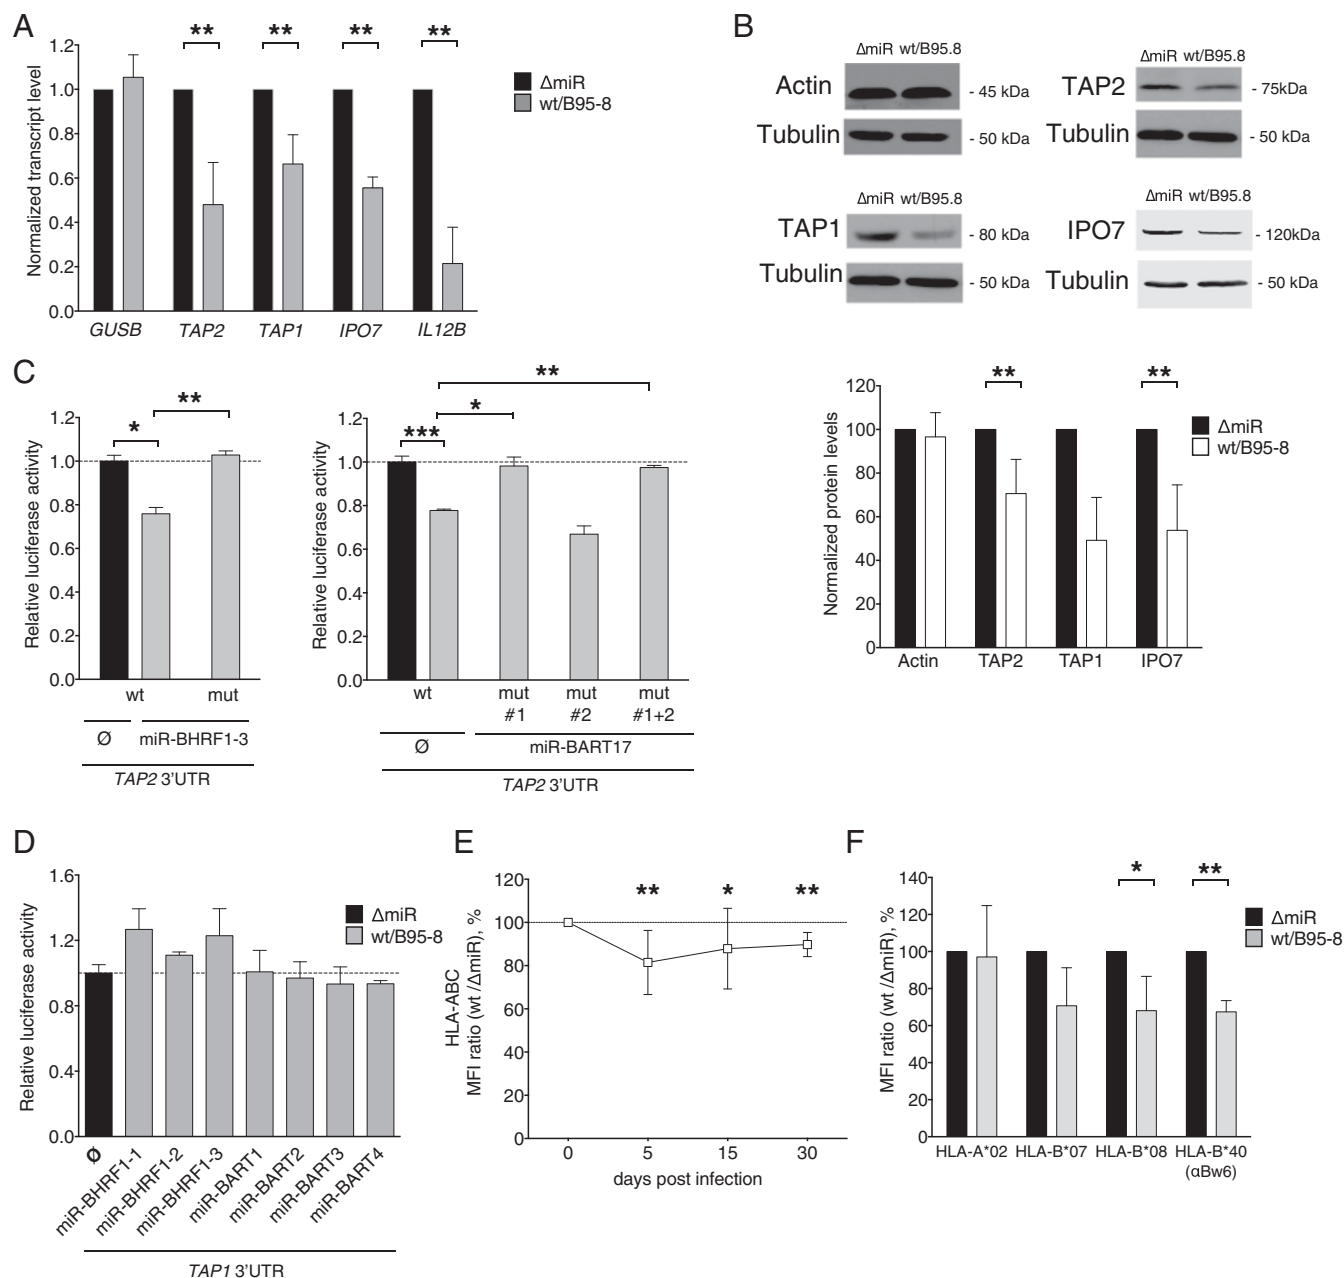 A
** ** ** **
Normalized transcript level
1.2
1.0
0.8
0.6
0.4
0.2
0.0
GUSB TAP2 TAP1 IPO7 IL12B
ΔmiR
wt/B95-8
B
ΔmiR wt/B95.8
Actin - 45 kDa
Tubulin - 50 kDa
ΔmiR wt/B95.8
TAP2 - 75kDa
Tubulin - 50 kDa
ΔmiR wt/B95.8
TAP1 - 80 kDa
Tubulin - 50 kDa
ΔmiR wt/B95.8
IPO7 - 120kDa
Tubulin - 50 kDa
** **
Normalized protein levels
120
100
80
60
40
20
0
Actin TAP2 TAP1 IPO7
ΔmiR
wt/B95-8
C
* **
Relative luciferase activity
1.2
1.0
0.8
0.6
0.4
0.2
0.0
wt mut
Ø miR-BHRF1-3
TAP2 3'UTR
**
*
***
Relative luciferase activity
1.2
1.0
0.8
0.6
0.4
0.2
0.0
wt mut mut mut
#1 #2 #1+2
Ø miR-BART17
TAP2 3'UTR
D
Relative luciferase activity
1.6
1.2
0.8
0.4
0.0
ΔmiR
wt/B95-8
Ø
miR-BHRF1-1
miR-BHRF1-2
miR-BHRF1-3
miR-BART1
miR-BART2
miR-BART3
miR-BART4
TAP1 3'UTR
E
HLA-ABC
MFI ratio (wt /ΔmiR), %
120
100
80
60
40
20
0
** * **
0 5 15 30
days post infection
F
* **
MFI ratio (wt /ΔmiR), %
140
120
100
80
60
40
20
0
ΔmiR
wt/B95-8
HLA-A*02 HLA-B*07 HLA-B*08 HLA-B*40
(αBw6)